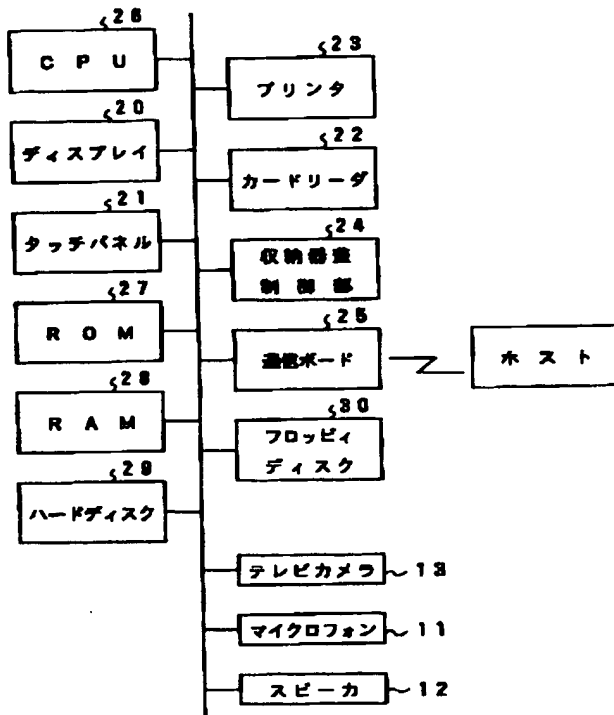 26
CPU
20
ディスプレイ
21
タッチパネル
27
ROM
28
RAM
29
ハードディスク
23
プリンタ
22
カードリーダ
24
収納器蓋
制御部
25
通信ボード
ホスト
30
フロッピィ
ディスク
テレビカメラ 13
マイクロフォン 11
スピーカ 12